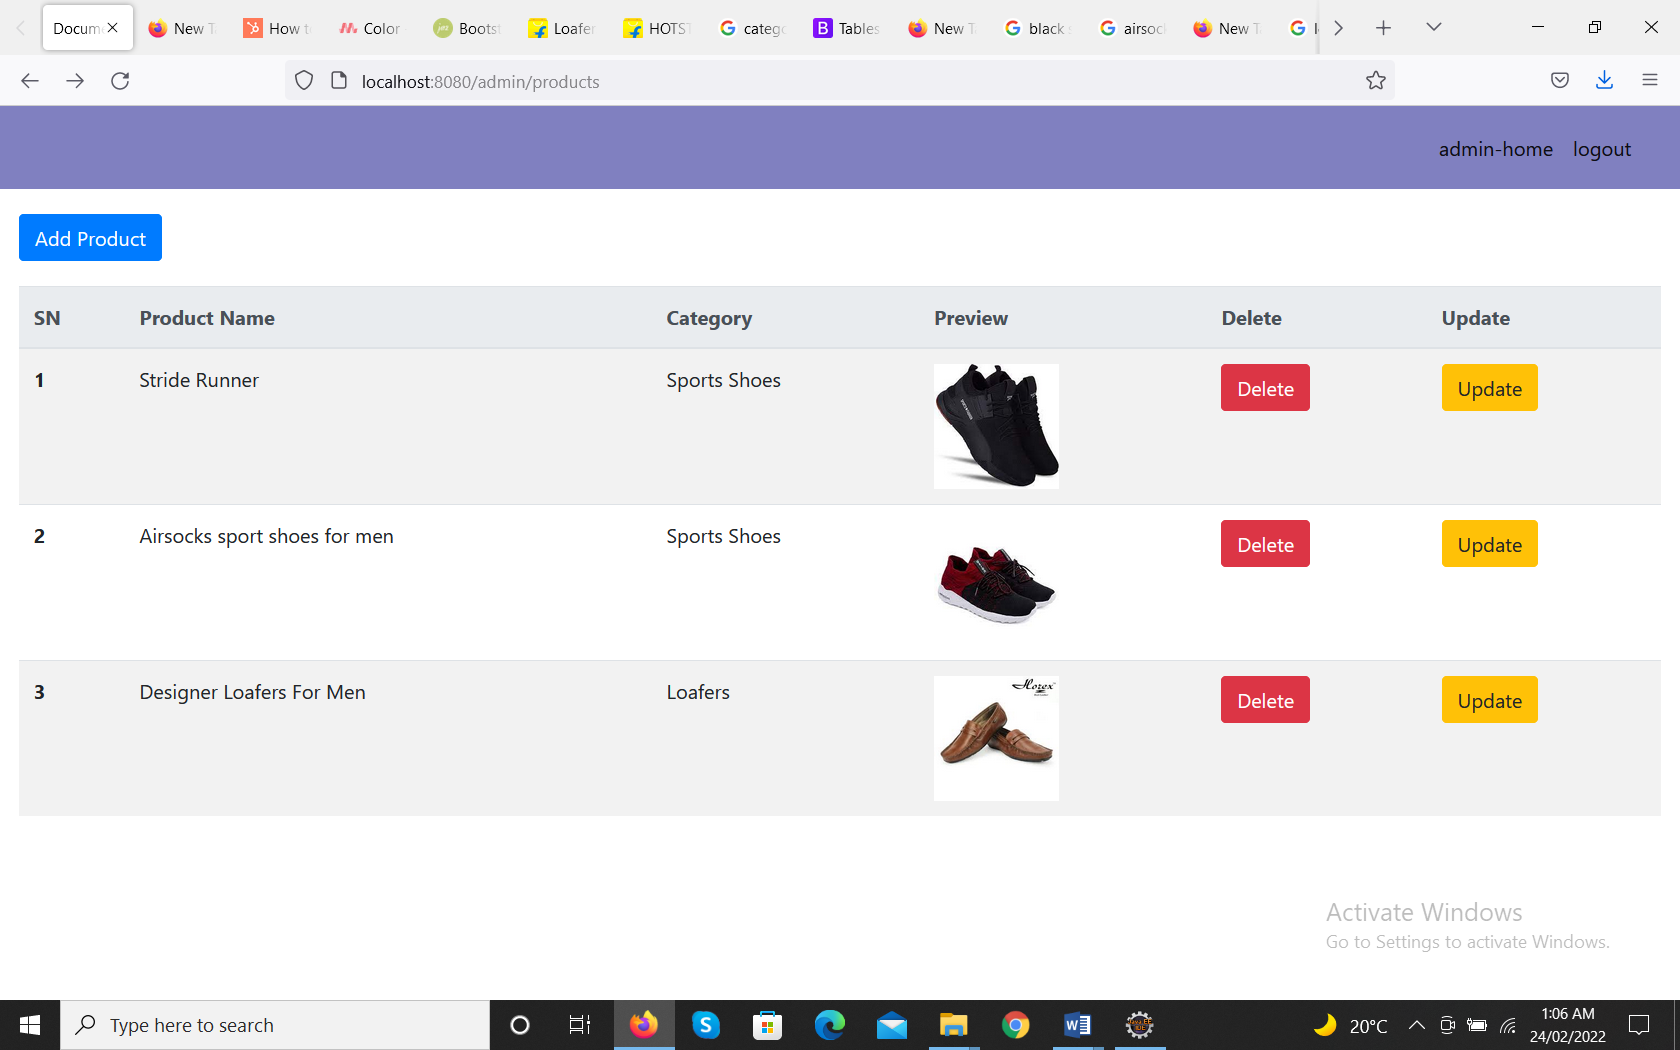 Docum New T How t Color Boots Loafer HOTST catego Tables New T black airsoc New T
localhost:8080/admin/products
admin-home logout
Add Product
SN Product Name Category Preview Delete Update
1 Stride Runner Sports Shoes Delete Update
2 Airsocks sport shoes for men Sports Shoes Delete Update
Horex
3 Designer Loafers For Men Loafers Delete Update
Activate Windows
Go to Settings to activate Windows.
Type here to search
20°C
1:06 AM
24/02/2022